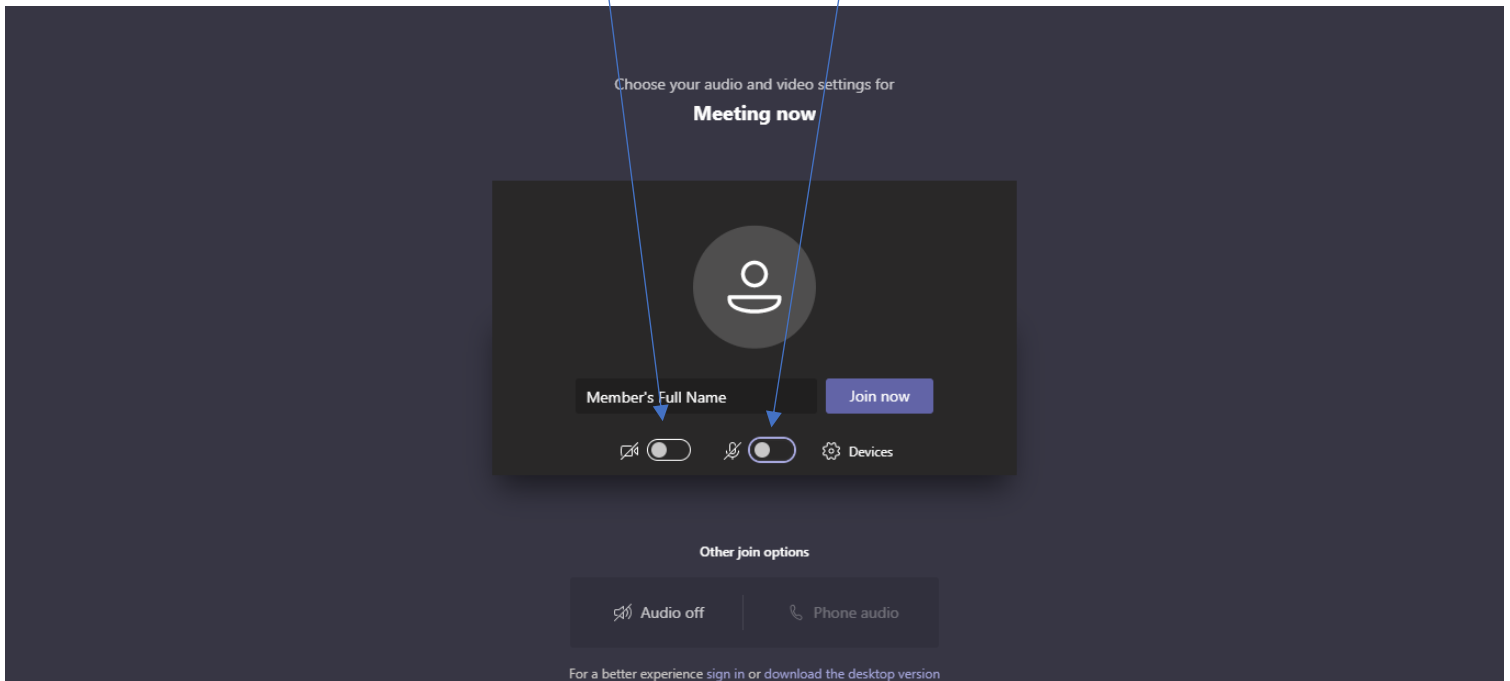 Choose your audio and video settings for
Meeting now
Member's Full Name
Join now
Devices
Other join options
Audio off
Phone audio
For a better experience sign in or download the desktop version